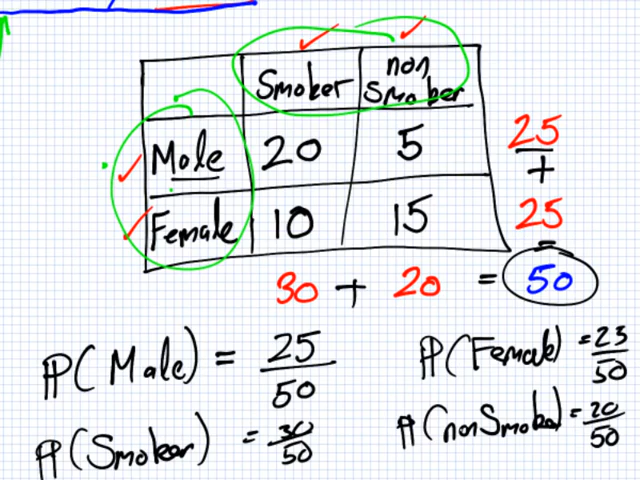 Smoker non Smoker
Male 20 5 25
+
Female 10 15 25
=
30 + 20 = 50
P(Male) = 25/50 P(Female) = 23/50
P(Smoker) = 30/50 P(nonSmoker) = 20/50